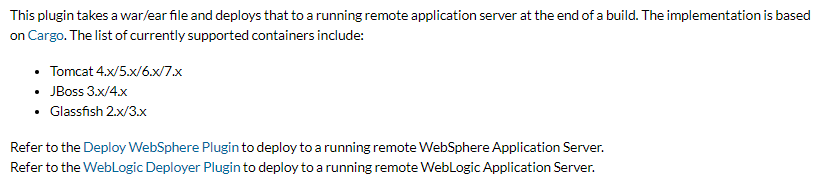 This plugin takes a war/ear file and deploys that to a running remote application server at the end of a build. The implementation is based
on Cargo. The list of currently supported containers include:
• Tomcat 4.x/5.x/6.x/7.x
• JBoss 3.x/4.x
• Glassfish 2.x/3.x
Refer to the Deploy WebSphere Plugin to deploy to a running remote WebSphere Application Server.
Refer to the WebLogic Deployer Plugin to deploy to a running remote WebLogic Application Server.